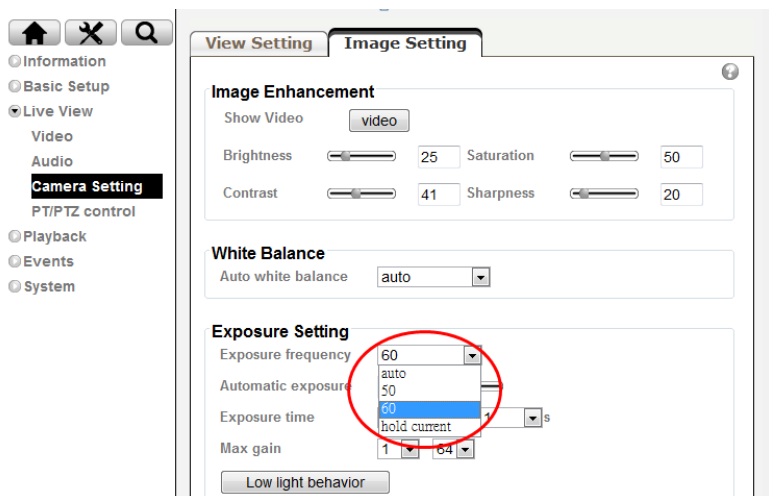 View Setting
Image Setting
Information
Basic Setup
Live View
Video
Audio
Camera Setting
PT/PTZ control
Playback
Events
System
Image Enhancement
Show Video video
Brightness 25 Saturation 50
Contrast 41 Sharpness 20
White Balance
Auto white balance auto
Exposure Setting
Exposure frequency 60
auto
Automatic exposure
50
60
Exposure time 1 s
hold current
Max gain 1 64
Low light behavior